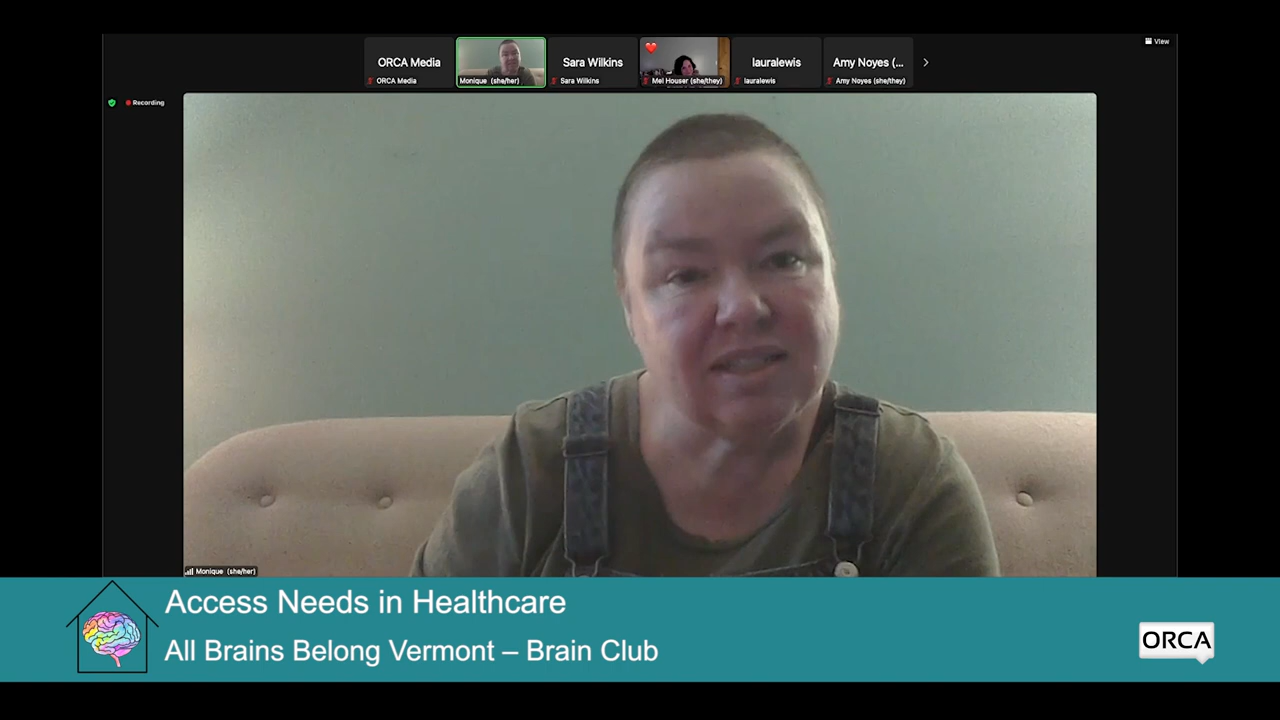 View
ORCA Media
ORCA Media
Monique (she/her)
Sara Wilkins
Sara Wilkins
Mel Houser (she/they)
lauralewis
lauralewis
Amy Noyes (...
Amy Noyes (she/they)
Recording
Monique (she/her)
Access Needs in Healthcare
All Brains Belong Vermont – Brain Club
ORCA